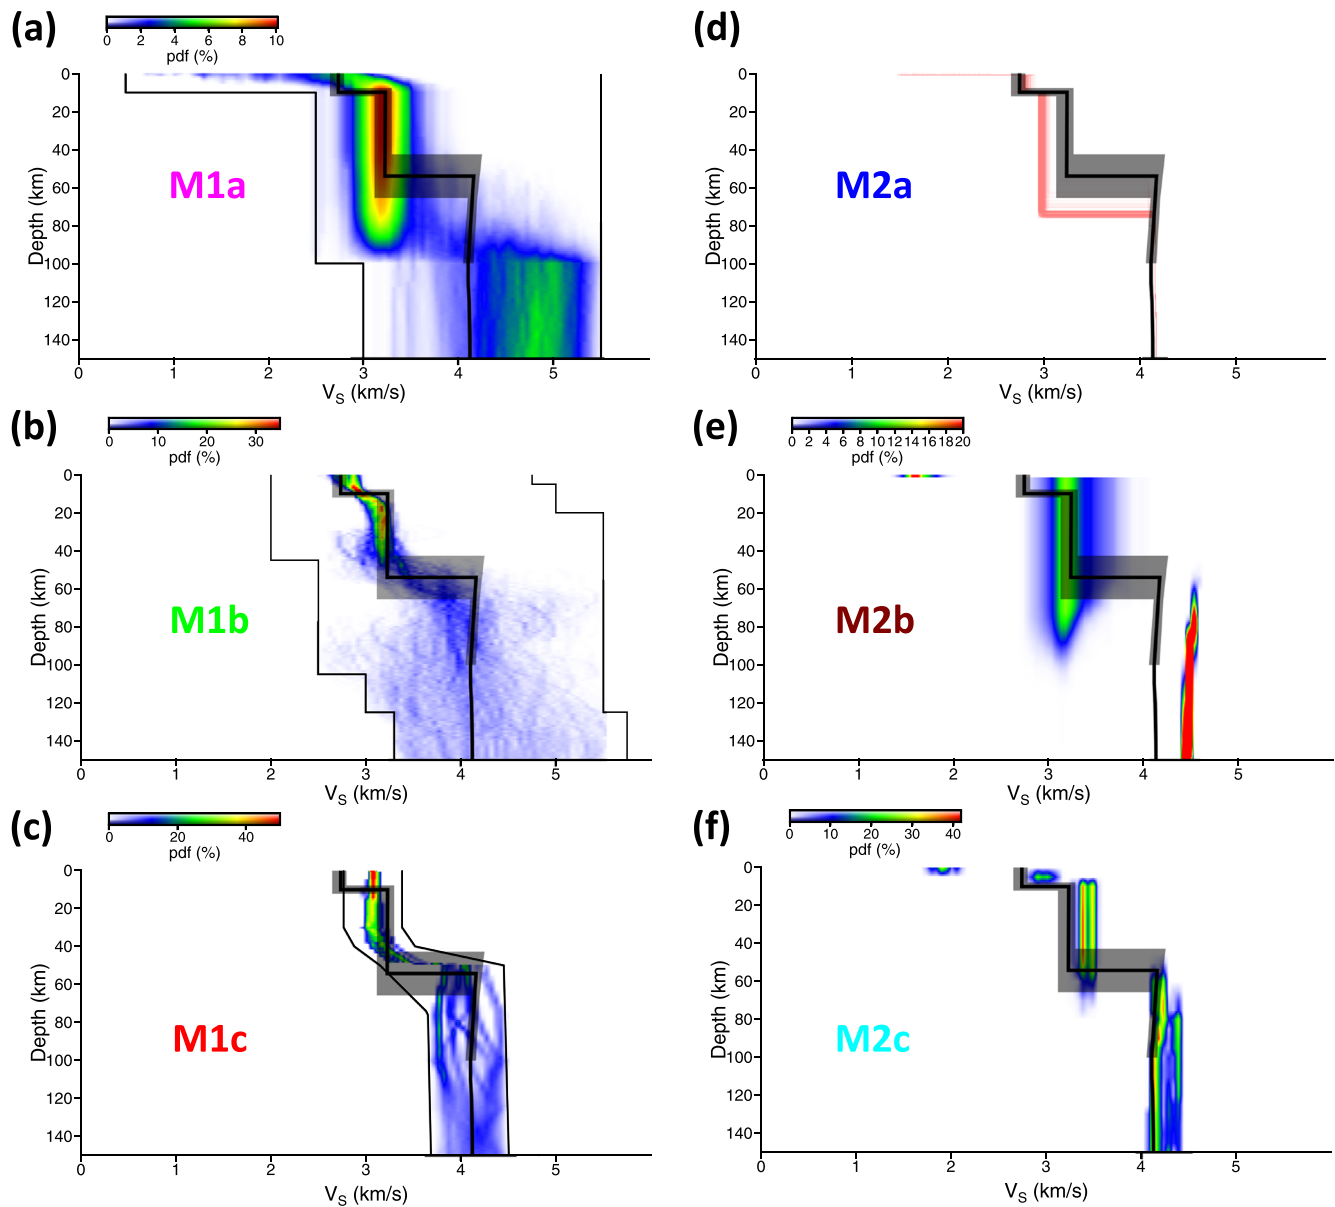 (a)
0 2 4 6 8 10
pdf (%)
0
20
40
60
80
100
120
140
Depth (km)
M1a
0 1 2 3 4 5
VS (km/s)
(d)
0
20
40
60
80
100
120
140
Depth (km)
M2a
0 1 2 3 4 5
VS (km/s)
(b)
0 10 20 30
pdf (%)
0
20
40
60
80
100
120
140
Depth (km)
M1b
0 1 2 3 4 5
VS (km/s)
(e)
0 2 4 6 8 10 12 14 16 18 20
pdf (%)
0
20
40
60
80
100
120
140
Depth (km)
M2b
0 1 2 3 4 5
VS (km/s)
(c)
0 20 40
pdf (%)
0
20
40
60
80
100
120
140
Depth (km)
M1c
0 1 2 3 4 5
VS (km/s)
(f)
0 10 20 30 40
pdf (%)
0
20
40
60
80
100
120
140
Depth (km)
M2c
0 1 2 3 4 5
VS (km/s)